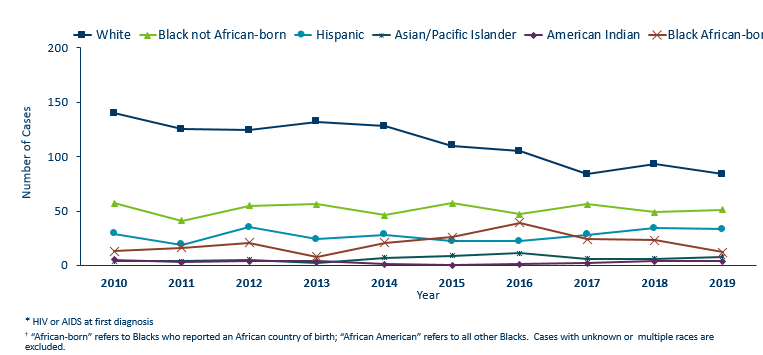 White Black not African-born Hispanic Asian/Pacific Islander American Indian Black African-bor
200
150
100
50
0
Number of Cases
2010 2011 2012 2013 2014 2015 2016 2017 2018 2019
Year
* HIV or AIDS at first diagnosis
† “African-born” refers to Blacks who reported an African country of birth; “African American” refers to all other Blacks. Cases with unknown or multiple races are
excluded.